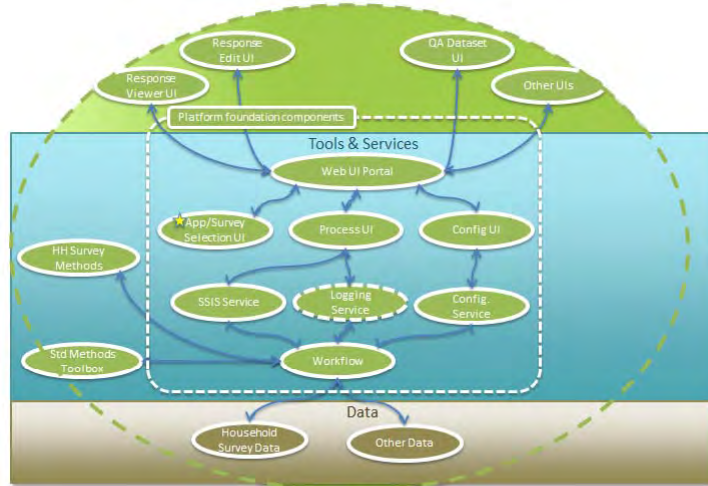 Response
Edit UI
QA Dataset
UI
Response
Viewer UI
Other UIs
Platform foundation components
Tools & Services
Web UI Portal
App/Survey
Selection UI
Process UI
Config UI
HH Survey
Methods
SSIS Service
Logging
Service
Config.
Service
Std Methods
Toolbox
Workflow
Data
Household
Survey Data
Other Data